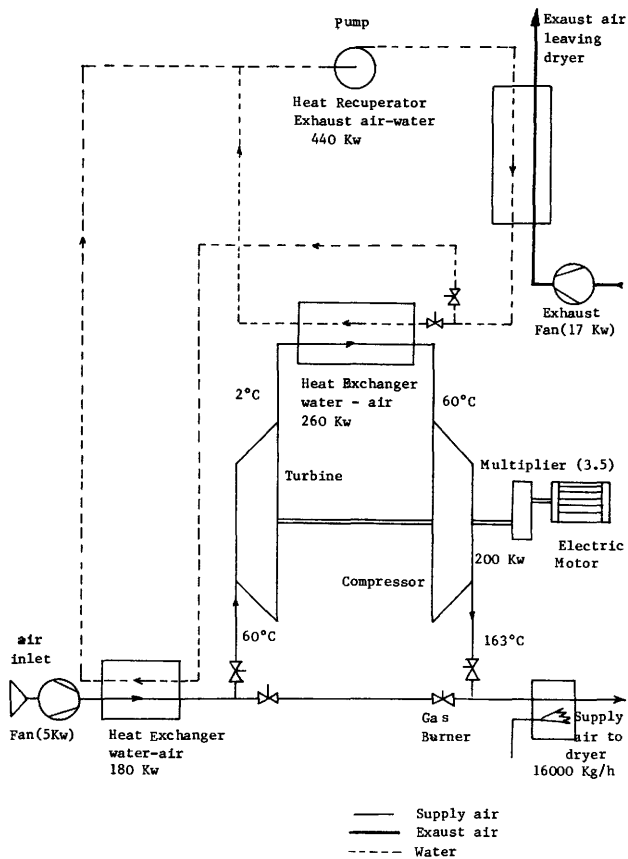 Pump
Exaust air
leaving
dryer
Heat Recuperator
Exhaust air-water
440 Kw
Exhaust
Fan(17 Kw)
2°C
Heat Exchanger
water - air
260 Kw
60°C
Turbine
Multiplier (3.5)
200 Kw
Electric
Motor
Compressor
60°C
163°C
air
inlet
Fan(5Kw)
Heat Exchanger
water-air
180 Kw
Gas
Burner
Supply
air to
dryer
16000 Kg/h
Supply air
Exaust air
Water